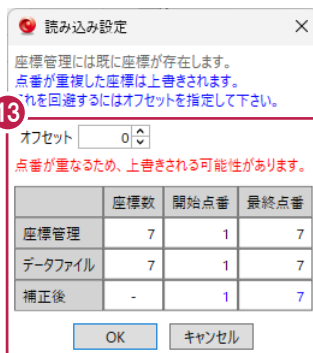 読み込み設定
座標管理には既に座標が存在します。
点番が重複した座標は上書きされます。
れを回避するにはオフセットを指定して下さい。
13
オフセット 0
点番が重なるため、上書きされる可能性があります。
座標数 開始点番 最終点番
座標管理 7 1 7
データファイル 7 1 7
補正後 - 1 7
OK キャンセル